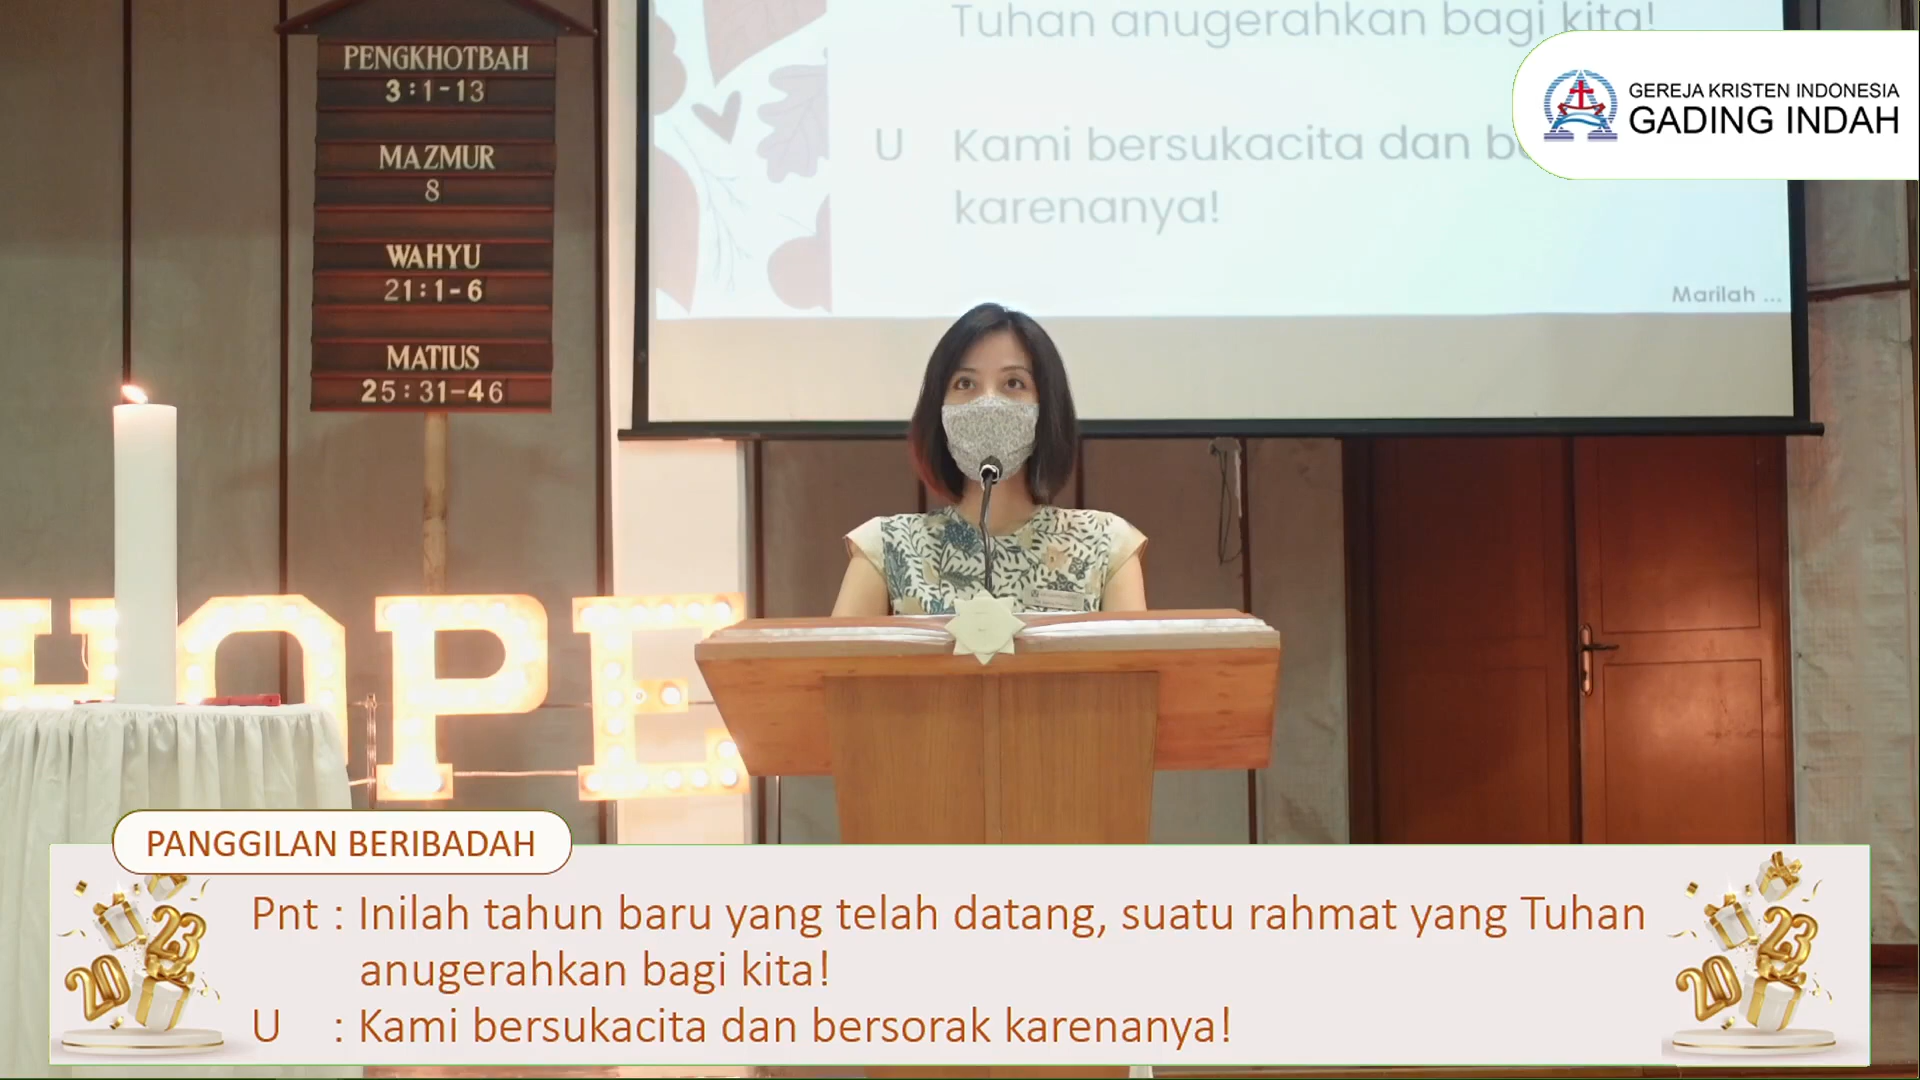 PENGKHOTBAH
3:1-13
MAZMUR
8
WAHYU
21:1-6
MATIUS
25:31-46
Tuhan anugerahkan bagi kita!
U Kami bersukacita dan
karenanya!
Marilah ...
GEREJA KRISTEN INDONESIA
GADING INDAH
HOPE
PANGGILAN BERIBADAH
Pnt : Inilah tahun baru yang telah datang, suatu rahmat yang Tuhan
anugerahkan bagi kita!
U : Kami bersukacita dan bersorak karenanya!
2023
2023